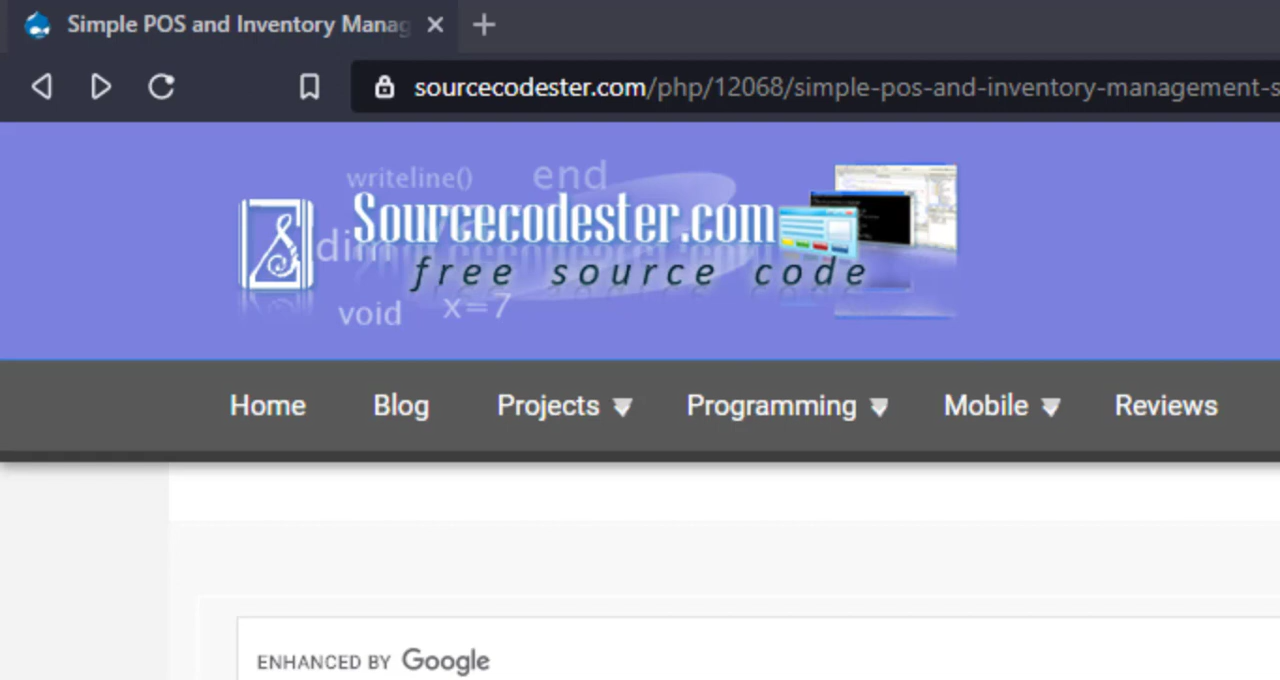 Simple POS and Inventory Manag
sourcecodester.com/php/12068/simple-pos-and-inventory-management-s
writeline() end
Sourcecodester.com
dim
free source code
void x=7
Home Blog Projects Programming Mobile Reviews
ENHANCED BY Google